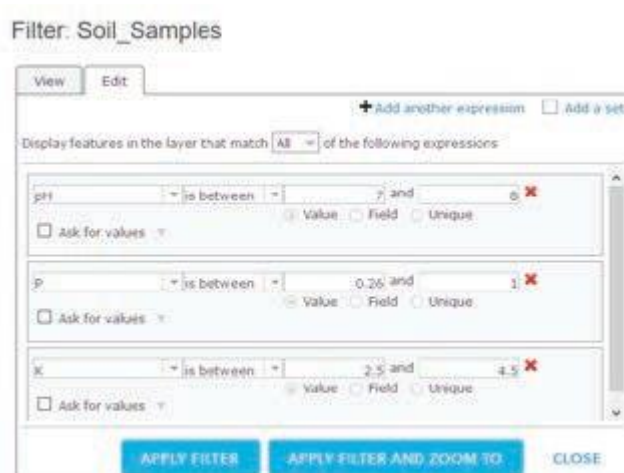 Filter: Soil_Samples
View Edit
Add another expression Add a set
Display features in the layer that match All of the following expressions
pH is between 7 and 8
Value Field Unique
Ask for values
P is between 0.26 and 1
Value Field Unique
Ask for values
K is between 2.5 and 4.5
Value Field Unique
Ask for values
APPLY FILTER APPLY FILTER AND ZOOM TO CLOSE